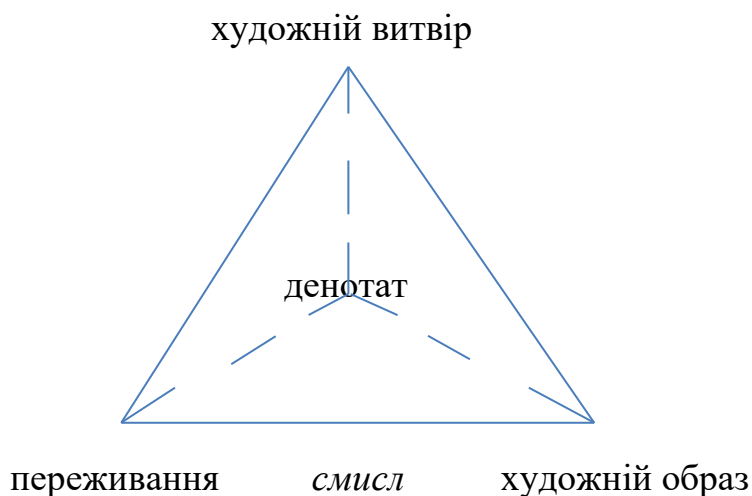 художній витвір
денотат
переживання смисл художній образ